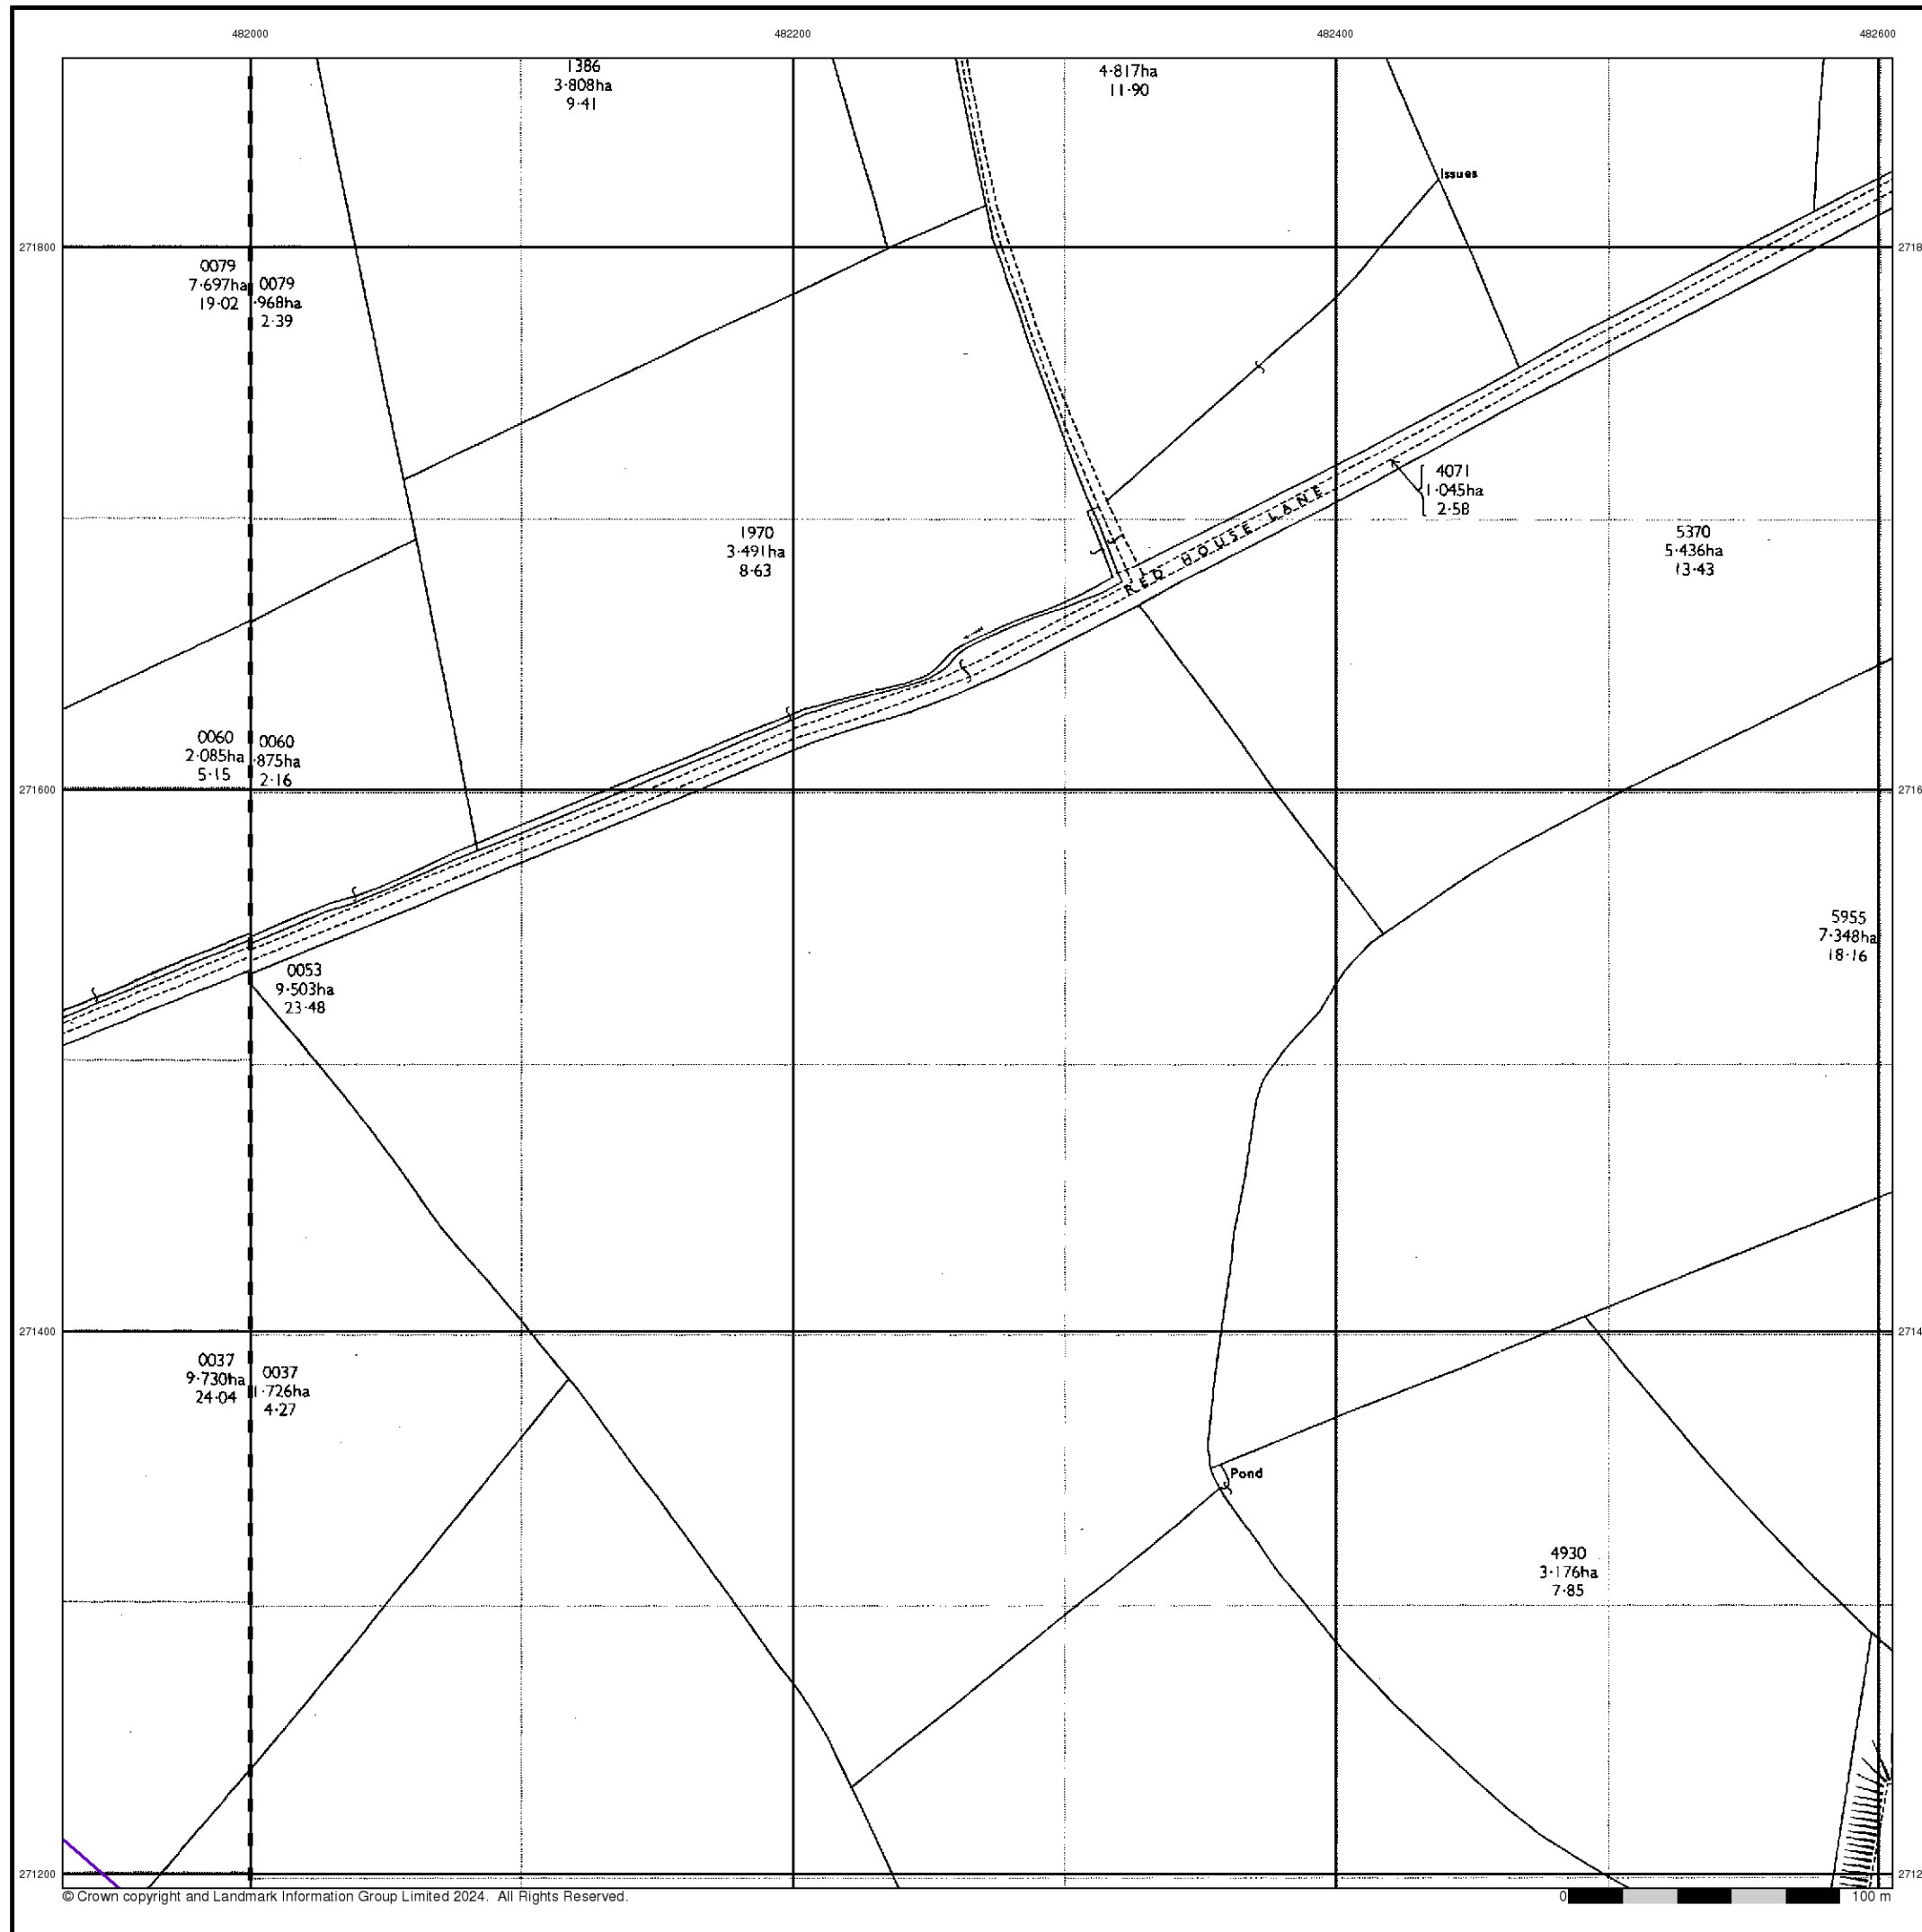 482000 482200 482400 482600
1386
3·808ha
9·41
4·817ha
11·90
Issues
271800
0079
7·697ha
19·02
0079
·968ha
2·39
4071
1·045ha
2·58
RED HOUSE LANE
1970
3·491ha
8·63
5370
5·436ha
13·43
0060
2·085ha
5·15
0060
·875ha
2·16
271600
5955
7·348ha
18·16
0053
9·503ha
23·48
271400
0037
9·730ha
24·04
0037
1·726ha
4·27
Pond
4930
3·176ha
7·85
271200
© Crown copyright and Landmark Information Group Limited 2024. All Rights Reserved.
0 100 m